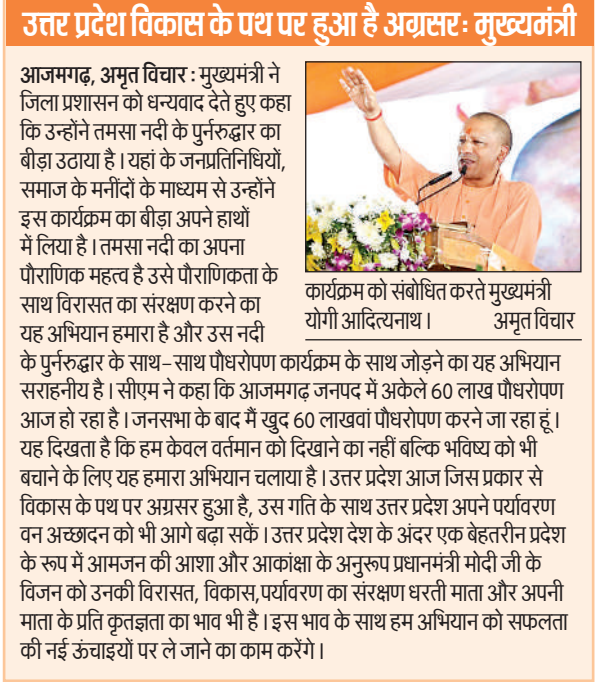 उत्तर प्रदेश विकास के पथ पर हुआ है अग्रसरः मुख्यमंत्री
आजमगढ़, अमृत विचार : मुख्यमंत्री ने
जिला प्रशासन को धन्यवाद देते हुए कहा
कि उन्होंने तमसा नदी के पुर्नरुद्धार का
बीड़ा उठाया है। यहां के जनप्रतिनिधियों,
समाज के मनींदों के माध्यम से उन्होंने
इस कार्यक्रम का बीड़ा अपने हाथों
में लिया है। तमसा नदी का अपना
पौराणिक महत्व है उसे पौराणिकता के
साथ विरासत का संरक्षण करने का
यह अभियान हमारा है और उस नदी
कार्यक्रम को संबोधित करते मुख्यमंत्री
योगी आदित्यनाथ। अमृत विचार
के पुर्नरुद्धार के साथ-साथ पौधरोपण कार्यक्रम के साथ जोड़ने का यह अभियान
सराहनीय है। सीएम ने कहा कि आजमगढ़ जनपद में अकेले 60 लाख पौधरोपण
आज हो रहा है। जनसभा के बाद मैं खुद 60 लाखवां पौधरोपण करने जा रहा हूं।
यह दिखता है कि हम केवल वर्तमान को दिखाने का नहीं बल्कि भविष्य को भी
बचाने के लिए यह हमारा अभियान चलाया है। उत्तर प्रदेश आज जिस प्रकार से
विकास के पथ पर अग्रसर हुआ है, उस गति के साथ उत्तर प्रदेश अपने पर्यावरण
वन अच्छादन को भी आगे बढ़ा सकें। उत्तर प्रदेश देश के अंदर एक बेहतरीन प्रदेश
के रूप में आमजन की आशा और आकांक्षा के अनुरूप प्रधानमंत्री मोदी जी के
विजन को उनकी विरासत, विकास,पर्यावरण का संरक्षण धरती माता और अपनी
माता के प्रति कृतज्ञता का भाव भी है। इस भाव के साथ हम अभियान को सफलता
की नई ऊंचाइयों पर ले जाने का काम करेंगे।